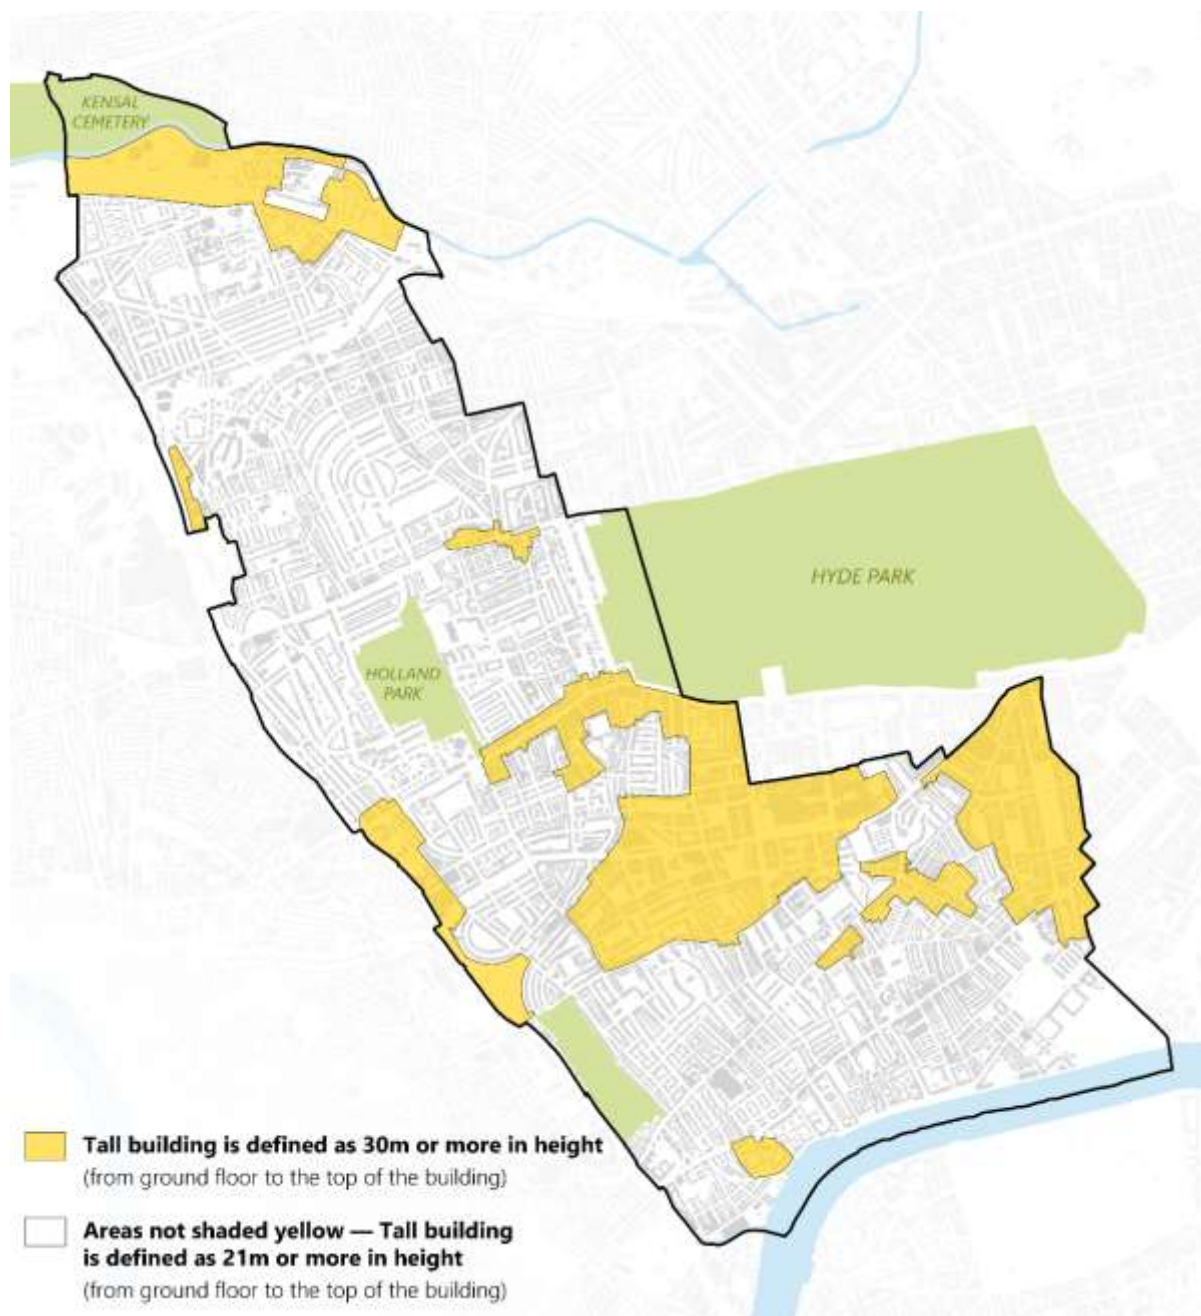 KENSAL
CEMETERY
HYDE PARK
HOLLAND
PARK
Tall building is defined as 30m or more in height
(from ground floor to the top of the building)
Areas not shaded yellow — Tall building
is defined as 21m or more in height
(from ground floor to the top of the building)